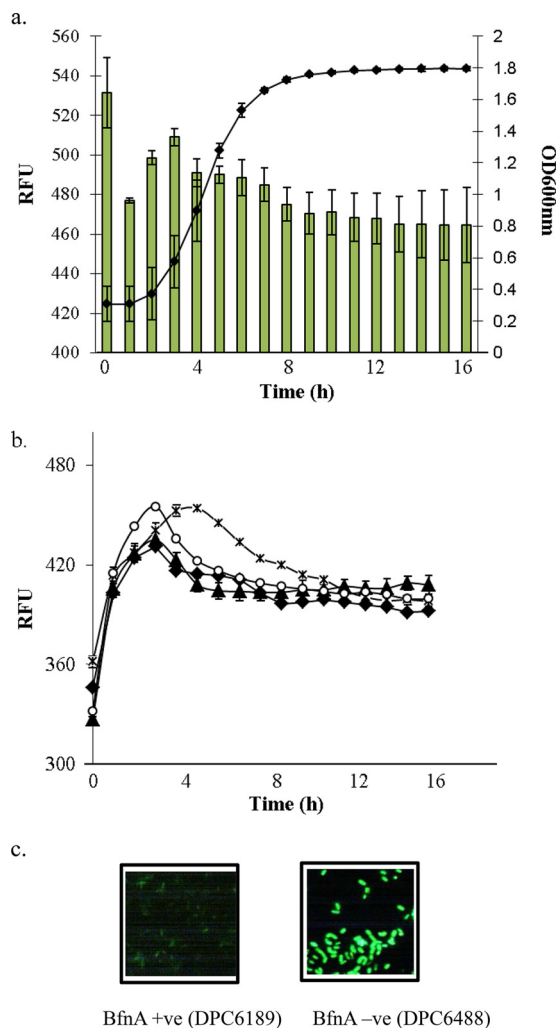 a.
560
540
520
500
480
460
440
420
400
RFU
2
1.8
1.6
1.4
1.2
1
0.8
0.6
0.4
0.2
0
OD600nm
0 4 8 12 16
Time (h)
b.
480
420
360
300
RFU
0 4 8 12 16
Time (h)
c.
BfnA +ve (DPC6189) BfnA –ve (DPC6488)